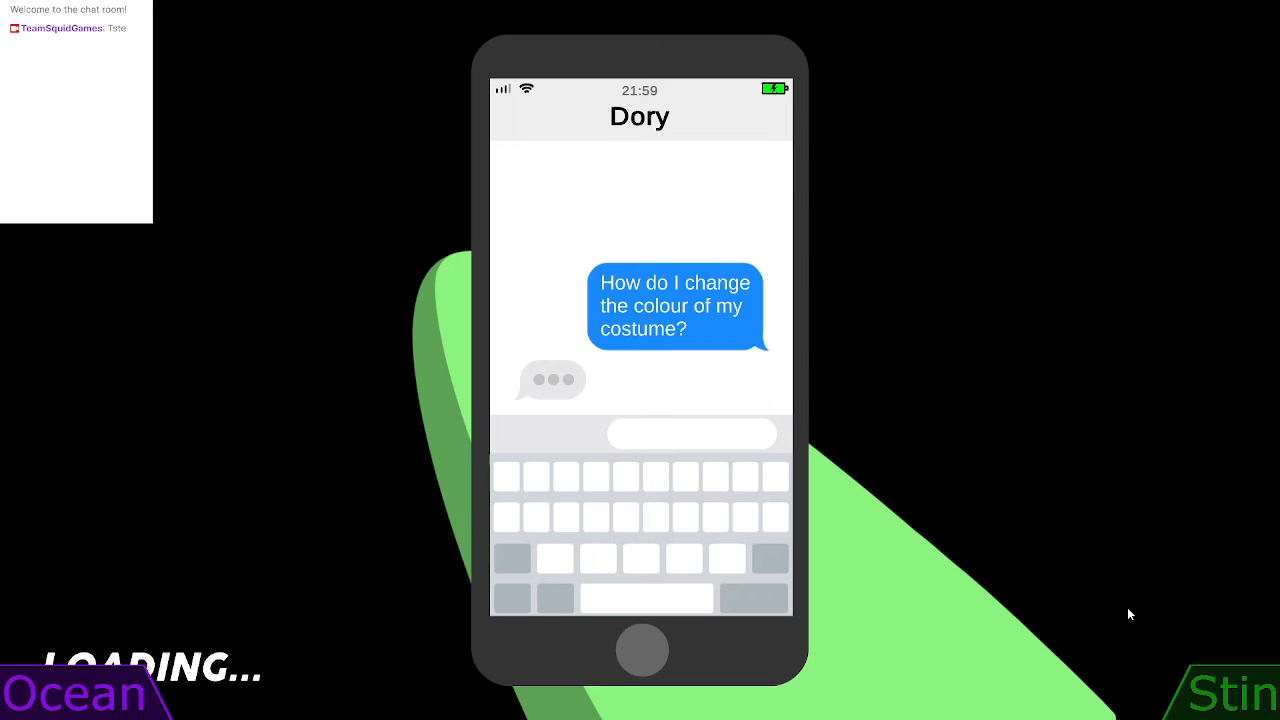 Welcome to the chat room!
TeamSquidGames: Tste
21:59
Dory
How do I change
the colour of my
costume?
LOADING...
Ocean
Stin